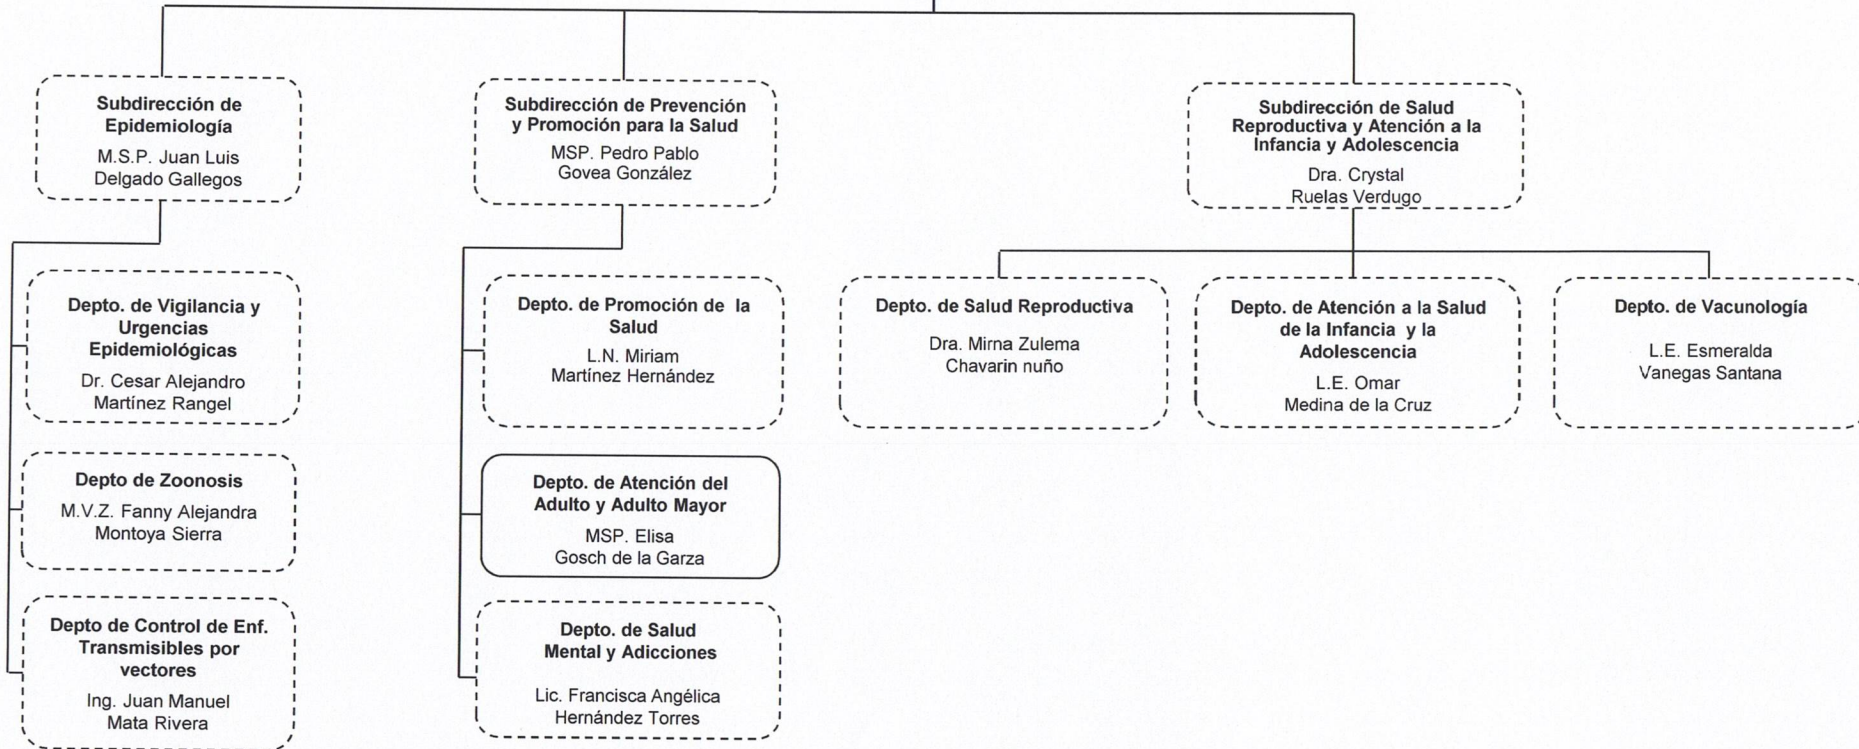 Subdirección de
Epidemiología
M.S.P. Juan Luis
Delgado Gallegos
Subdirección de Prevención
y Promoción para la Salud
MSP. Pedro Pablo
Govea González
Subdirección de Salud
Reproductiva y Atención a la
Infancia y Adolescencia
Dra. Crystal
Ruelas Verdugo
Depto. de Vigilancia y
Urgencias
Epidemiológicas
Dr. Cesar Alejandro
Martínez Rangel
Depto de Zoonosis
M.V.Z. Fanny Alejandra
Montoya Sierra
Depto de Control de Enf.
Transmisibles por
vectores
Ing. Juan Manuel
Mata Rivera
Depto. de Promoción de la
Salud
L.N. Miriam
Martínez Hernández
Depto. de Atención del
Adulto y Adulto Mayor
MSP. Elisa
Gosch de la Garza
Depto. de Salud
Mental y Adicciones
Lic. Francisca Angélica
Hernández Torres
Depto. de Salud Reproductiva
Dra. Mirna Zulema
Chavarin nuño
Depto. de Atención a la Salud
de la Infancia y la
Adolescencia
L.E. Omar
Medina de la Cruz
Depto. de Vacunología
L.E. Esmeralda
Vanegas Santana